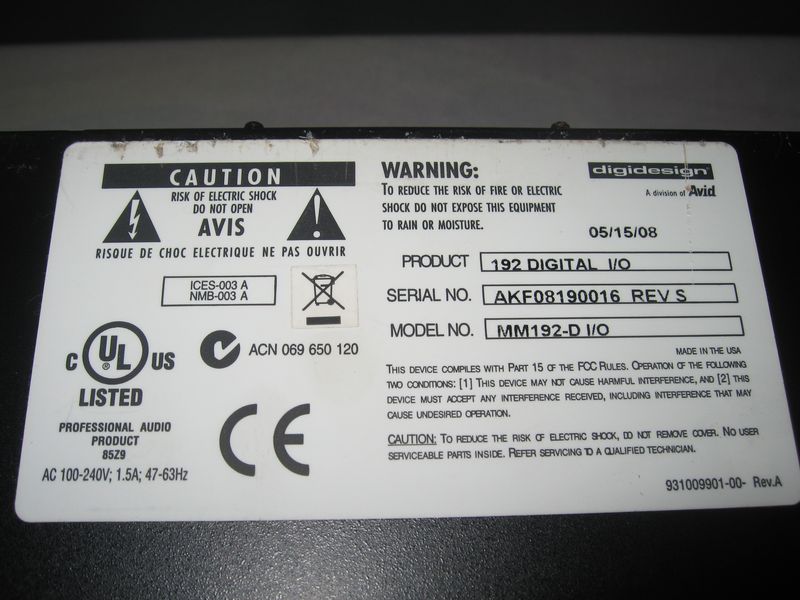 CAUTION
RISK OF ELECTRIC SHOCK
DO NOT OPEN
AVIS
RISQUE DE CHOC ELECTRIQUE NE PAS OUVRIR
ICES-003 A
NMB-003 A
C UL ® US
LISTED
PROFESSIONAL AUDIO
PRODUCT
85Z9
AC 100-240V; 1.5A; 47-63Hz
ACN 069 650 120
CE
WARNING:
TO REDUCE THE RISK OF FIRE OR ELECTRIC
SHOCK DO NOT EXPOSE THIS EQUIPMENT
TO RAIN OR MOISTURE.
digidesign
A division of Avid
05/15/08
PRODUCT 192 DIGITAL I/O
SERIAL NO. AKF08190016 REV S
MODEL NO. MM192-D I/O
MADE IN THE USA
THIS DEVICE COMPLIES WITH PART 15 OF THE FCC RULES. OPERATION OF THE FOLLOWING
TWO CONDITIONS: [1] THIS DEVICE MAY NOT CAUSE HARMFUL INTERFERENCE, AND [2] THIS
DEVICE MUST ACCEPT ANY INTERFERENCE RECEIVED, INCLUDING INTERFERENCE THAT MAY
CAUSE UNDESIRED OPERATION.
CAUTION: TO REDUCE THE RISK OF ELECTRIC SHOCK, DO NOT REMOVE COVER. NO USER
SERVICEABLE PARTS INSIDE. REFER SERVICING TO A QUALIFIED TECHNICIAN.
931009901-00- Rev.A